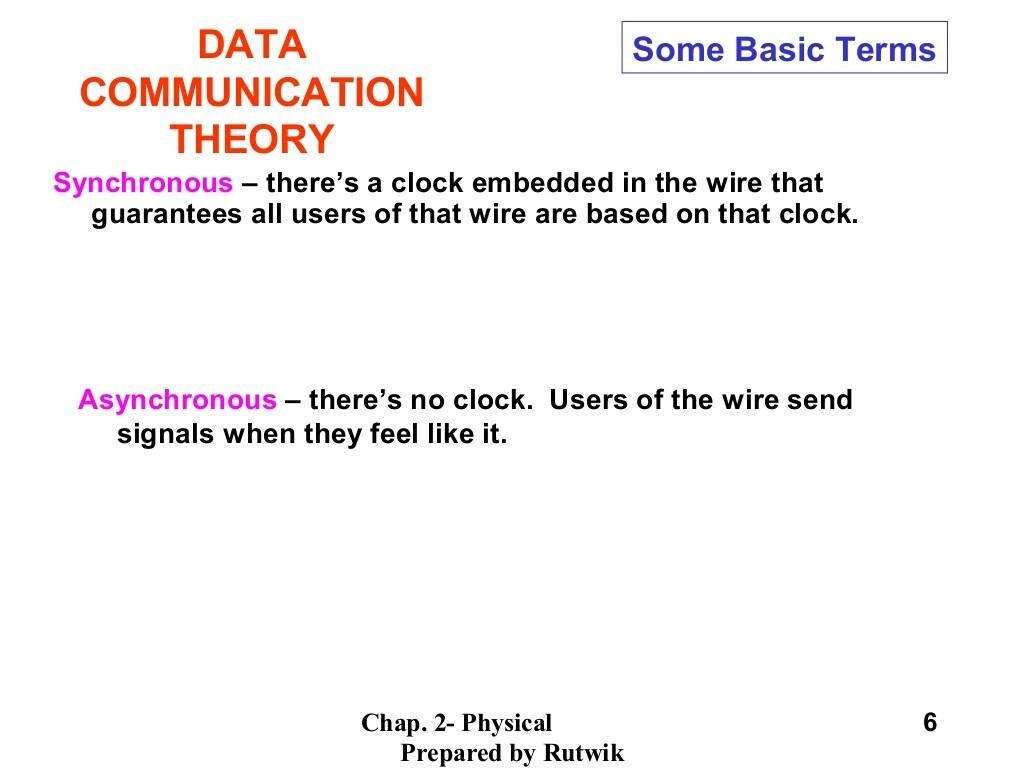 DATA
COMMUNICATION
THEORY
Some Basic Terms
Synchronous – there’s a clock embedded in the wire that
guarantees all users of that wire are based on that clock.
Asynchronous – there’s no clock.  Users of the wire send
signals when they feel like it.
Chap. 2- Physical
Prepared by Rutwik
6